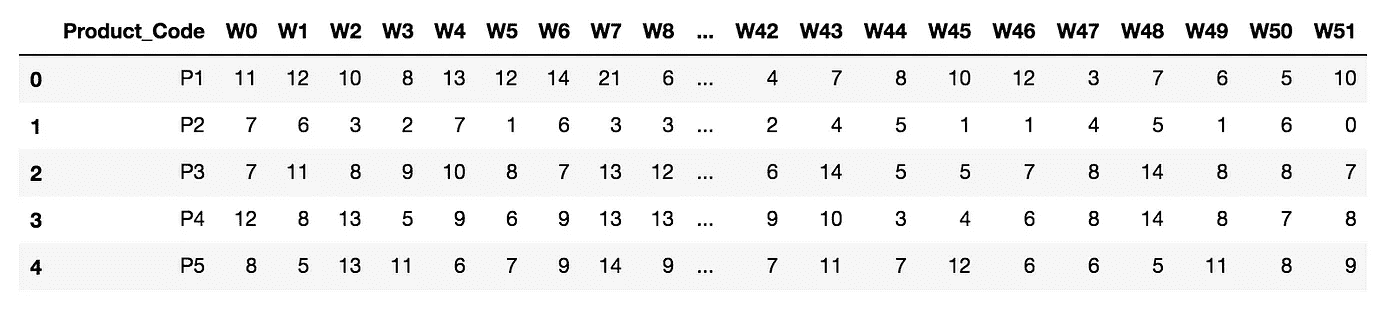 Product_Code W0 W1 W2 W3 W4 W5 W6 W7 W8 ... W42 W43 W44 W45 W46 W47 W48 W49 W50 W51
0 P1 11 12 10 8 13 12 14 21 6 ... 4 7 8 10 12 3 7 6 5 10
1 P2 7 6 3 2 7 1 6 3 3 ... 2 4 5 1 1 4 5 1 6 0
2 P3 7 11 8 9 10 8 7 13 12 ... 6 14 5 5 7 8 14 8 8 7
3 P4 12 8 13 5 9 6 9 13 13 ... 9 10 3 4 6 8 14 8 7 8
4 P5 8 5 13 11 6 7 9 14 9 ... 7 11 7 12 6 6 5 11 8 9